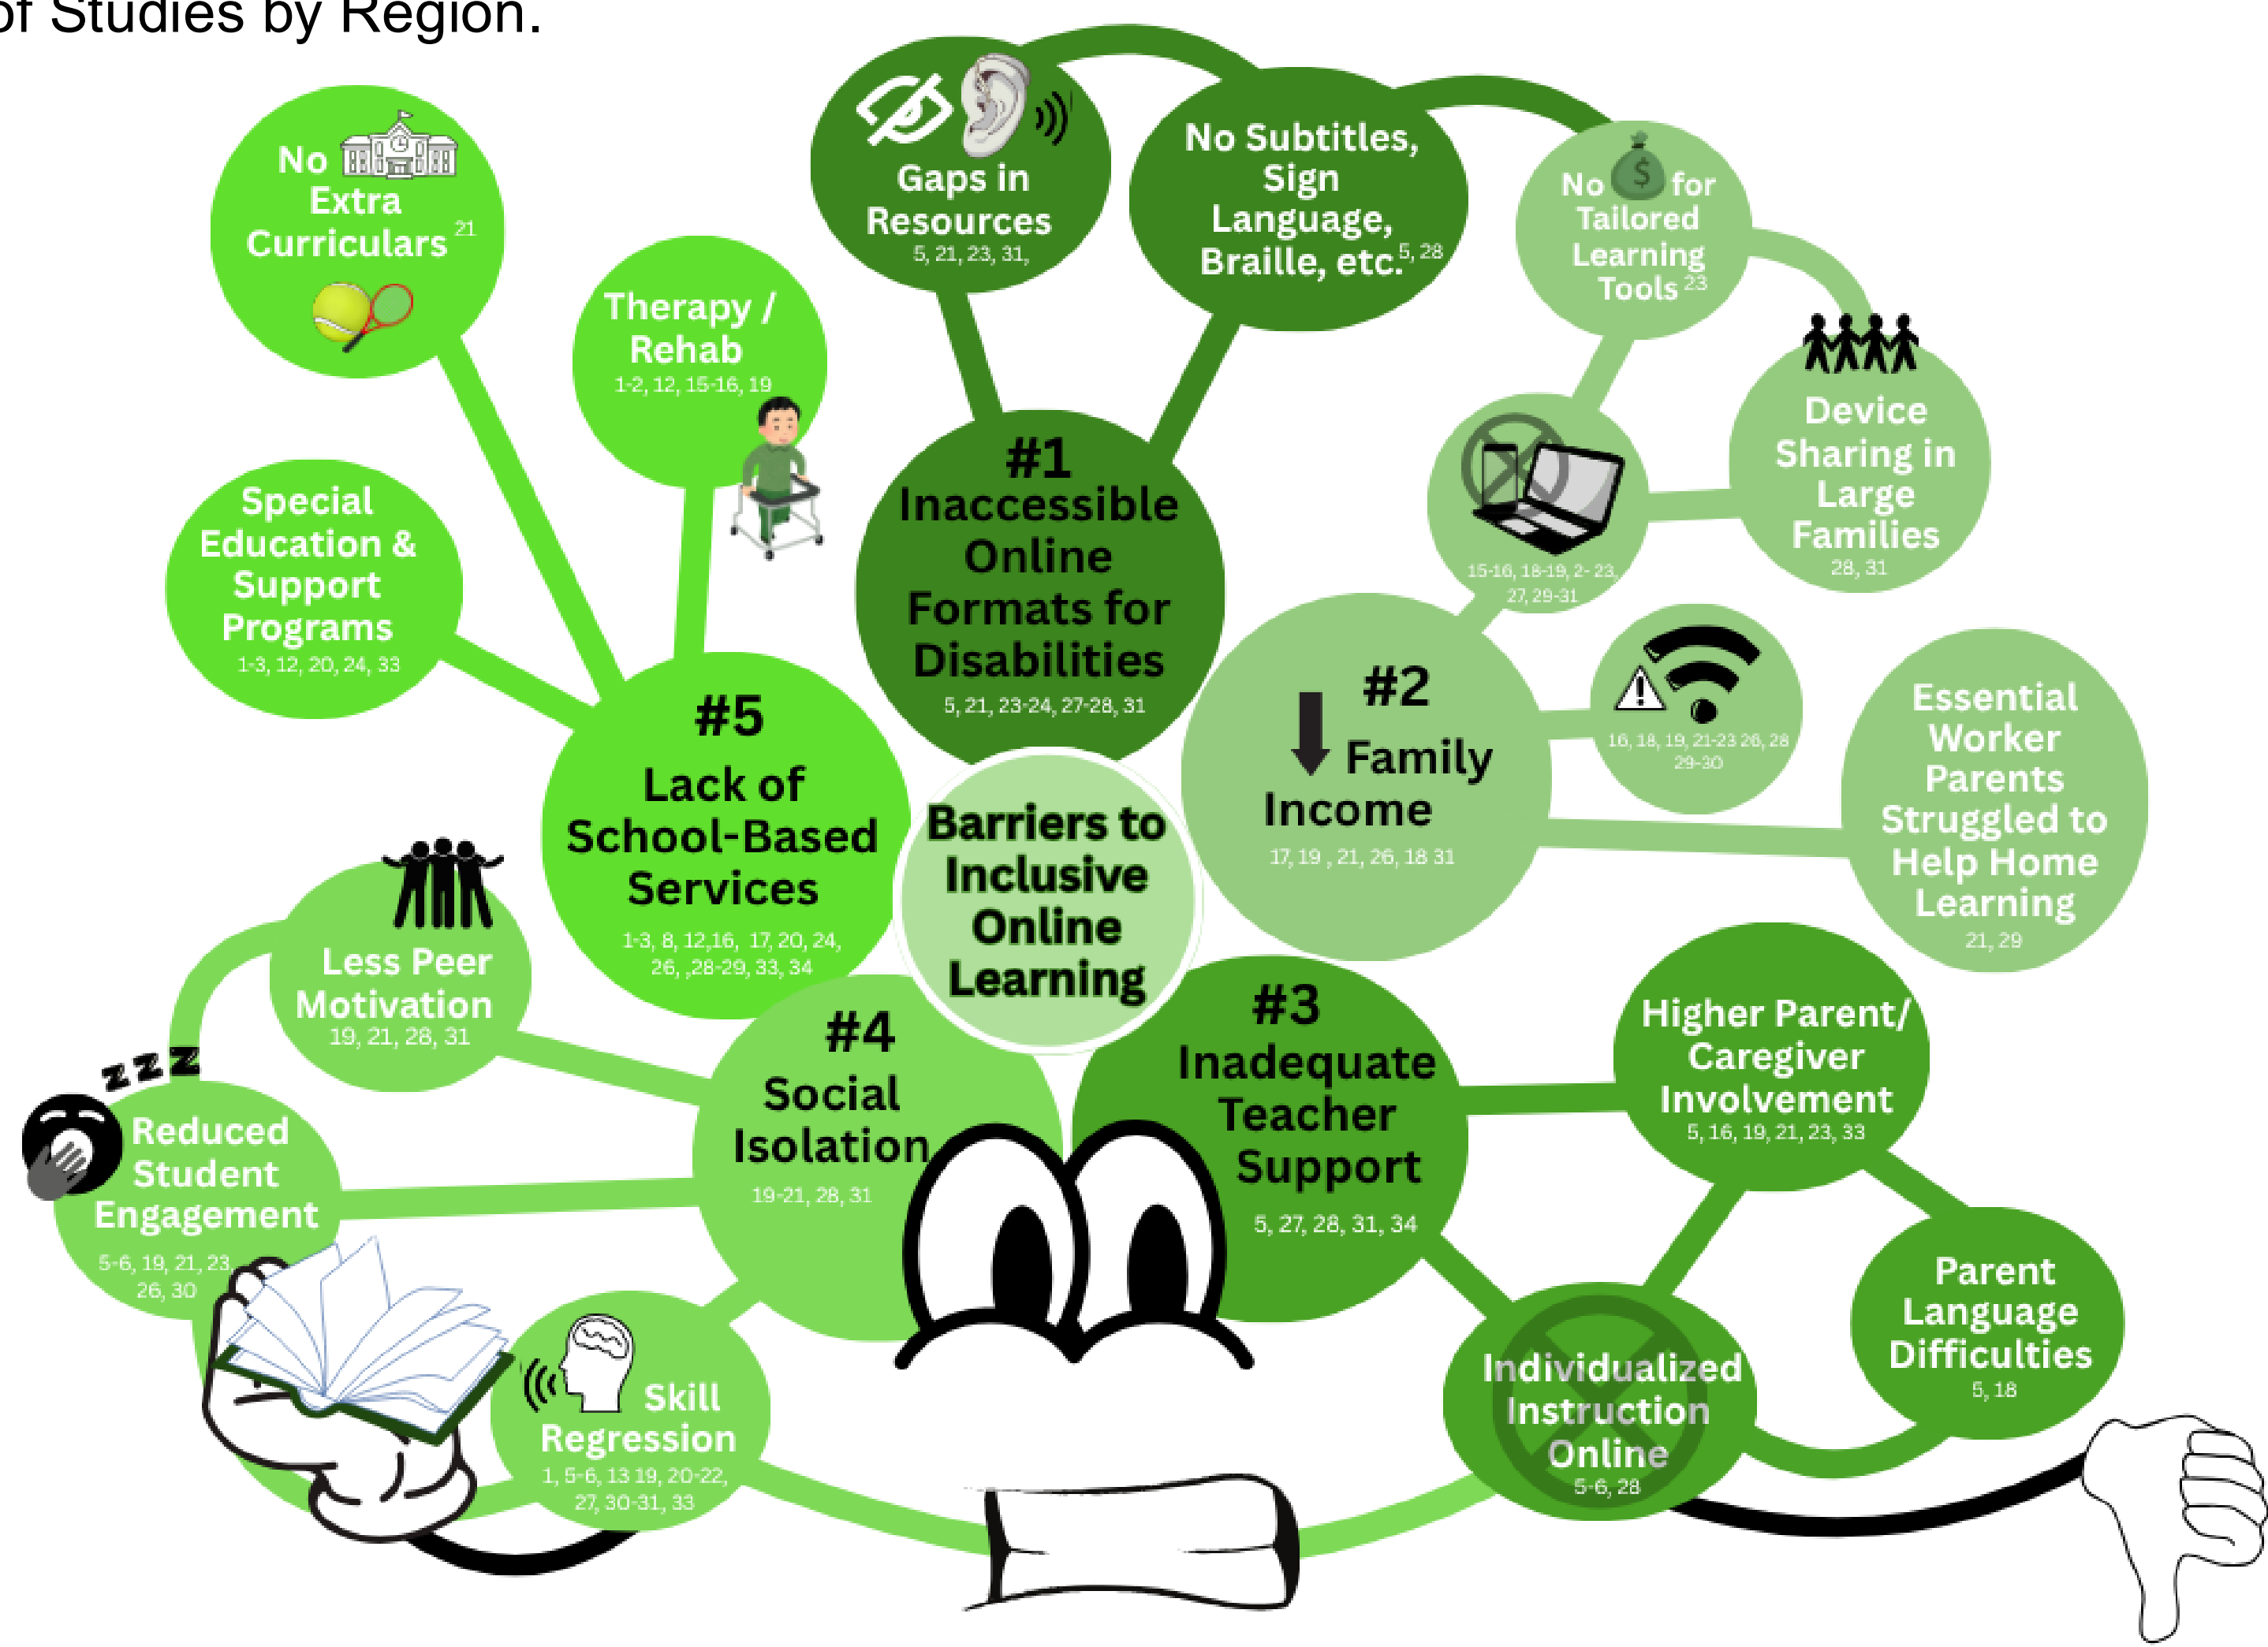 of Studies by Region.
No
Extra
Curriculars 21
Therapy /
Rehab
1-2, 12, 15-16, 19
Special
Education &
Support
Programs
1-3, 12, 20, 24, 33
#5
Lack of
School-Based
Services
1-3, 8, 12,16, 17, 20, 24,
26, ,28-29, 33, 34
Gaps in
Resources
5, 21, 23, 31,
No Subtitles,
Sign
Language,
Braille, etc. 5, 28
#1
Inaccessible
Online
Formats for
Disabilities
5, 21, 23-24, 27-28, 31
No $ for
Tailored
Learning
Tools 23
Device
Sharing in
Large
Families
28, 31
15-16, 18-19, 2- 23,
27, 29-31
#2
Family
Income
17, 19 , 21, 26, 18 31
16, 18, 19, 21-23 26, 28
29-30
Essential
Worker
Parents
Struggled to
Help Home
Learning
21, 29
Barriers to
Inclusive
Online
Learning
Less Peer
Motivation
19, 21, 28, 31
z z z
Reduced
Student
Engagement
5-6, 19, 21, 23,
26, 30
#4
Social
Isolation
19-21, 28, 31
Skill
Regression
1, 5-6, 13 19, 20-22,
27, 30-31, 33
#3
Inadequate
Teacher
Support
5, 27, 28, 31, 34
Higher Parent/
Caregiver
Involvement
5, 16, 19, 21, 23, 33
Parent
Language
Difficulties
5, 18
Individualized
Instruction
Online
5-6, 28